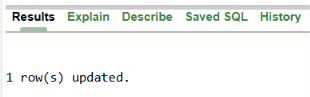 Results Explain Describe Saved SQL History
1 row(s) updated.